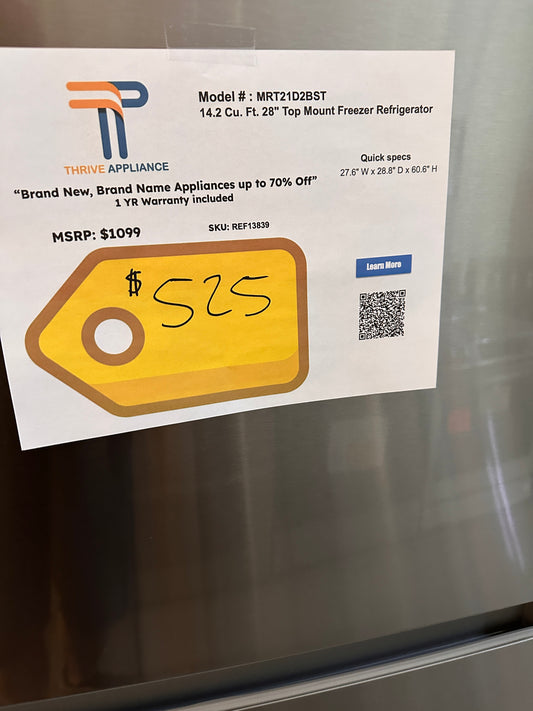 Model # : MRT21D2BST
14.2 Cu. Ft. 28" Top Mount Freezer Refrigerator
THRIVE APPLIANCE
Quick specs
27.6" W x 28.8" D x 60.6" H
“Brand New, Brand Name Appliances up to 70% Off”
1 YR Warranty included
MSRP: $1099
SKU: REF13839
$525
Learn More